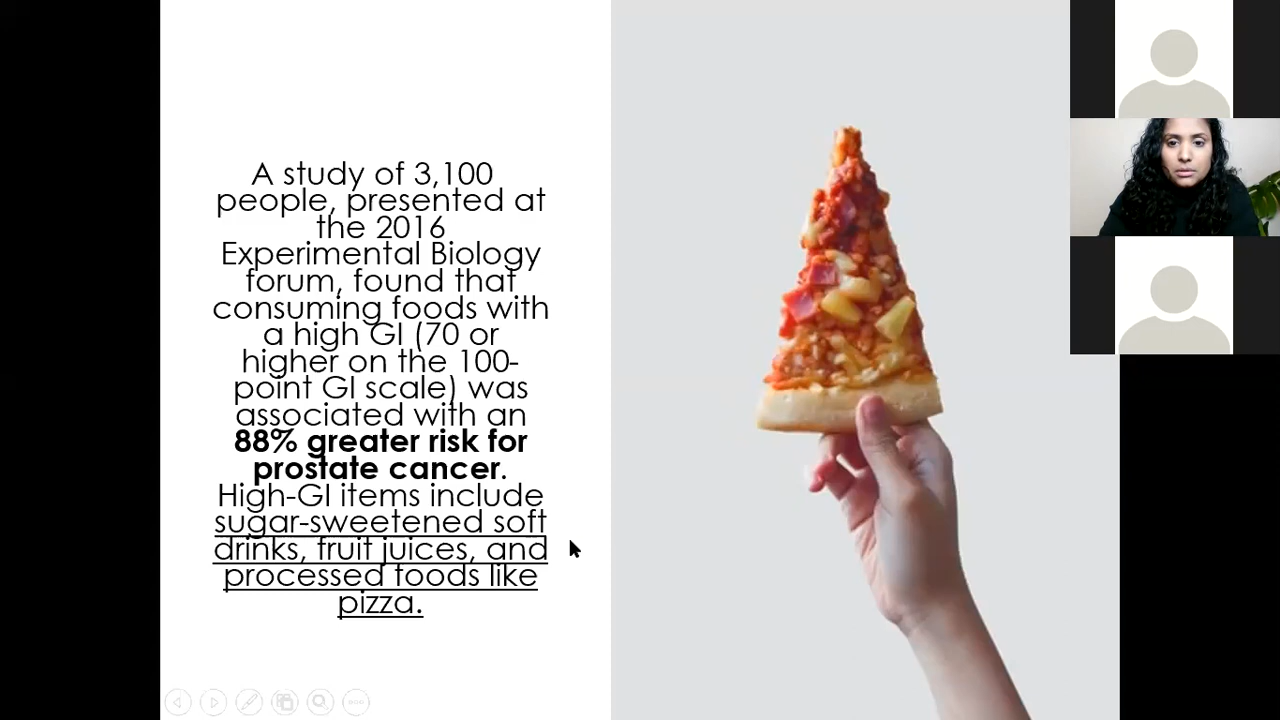 A study of 3,100
people, presented at
the 2016
Experimental Biology
forum, found that
consuming foods with
a high GI (70 or
higher on the 100-
point GI scale) was
associated with an
88% greater risk for
prostate cancer.
High-GI items include
sugar-sweetened soft
drinks, fruit juices, and
processed foods like
pizza.